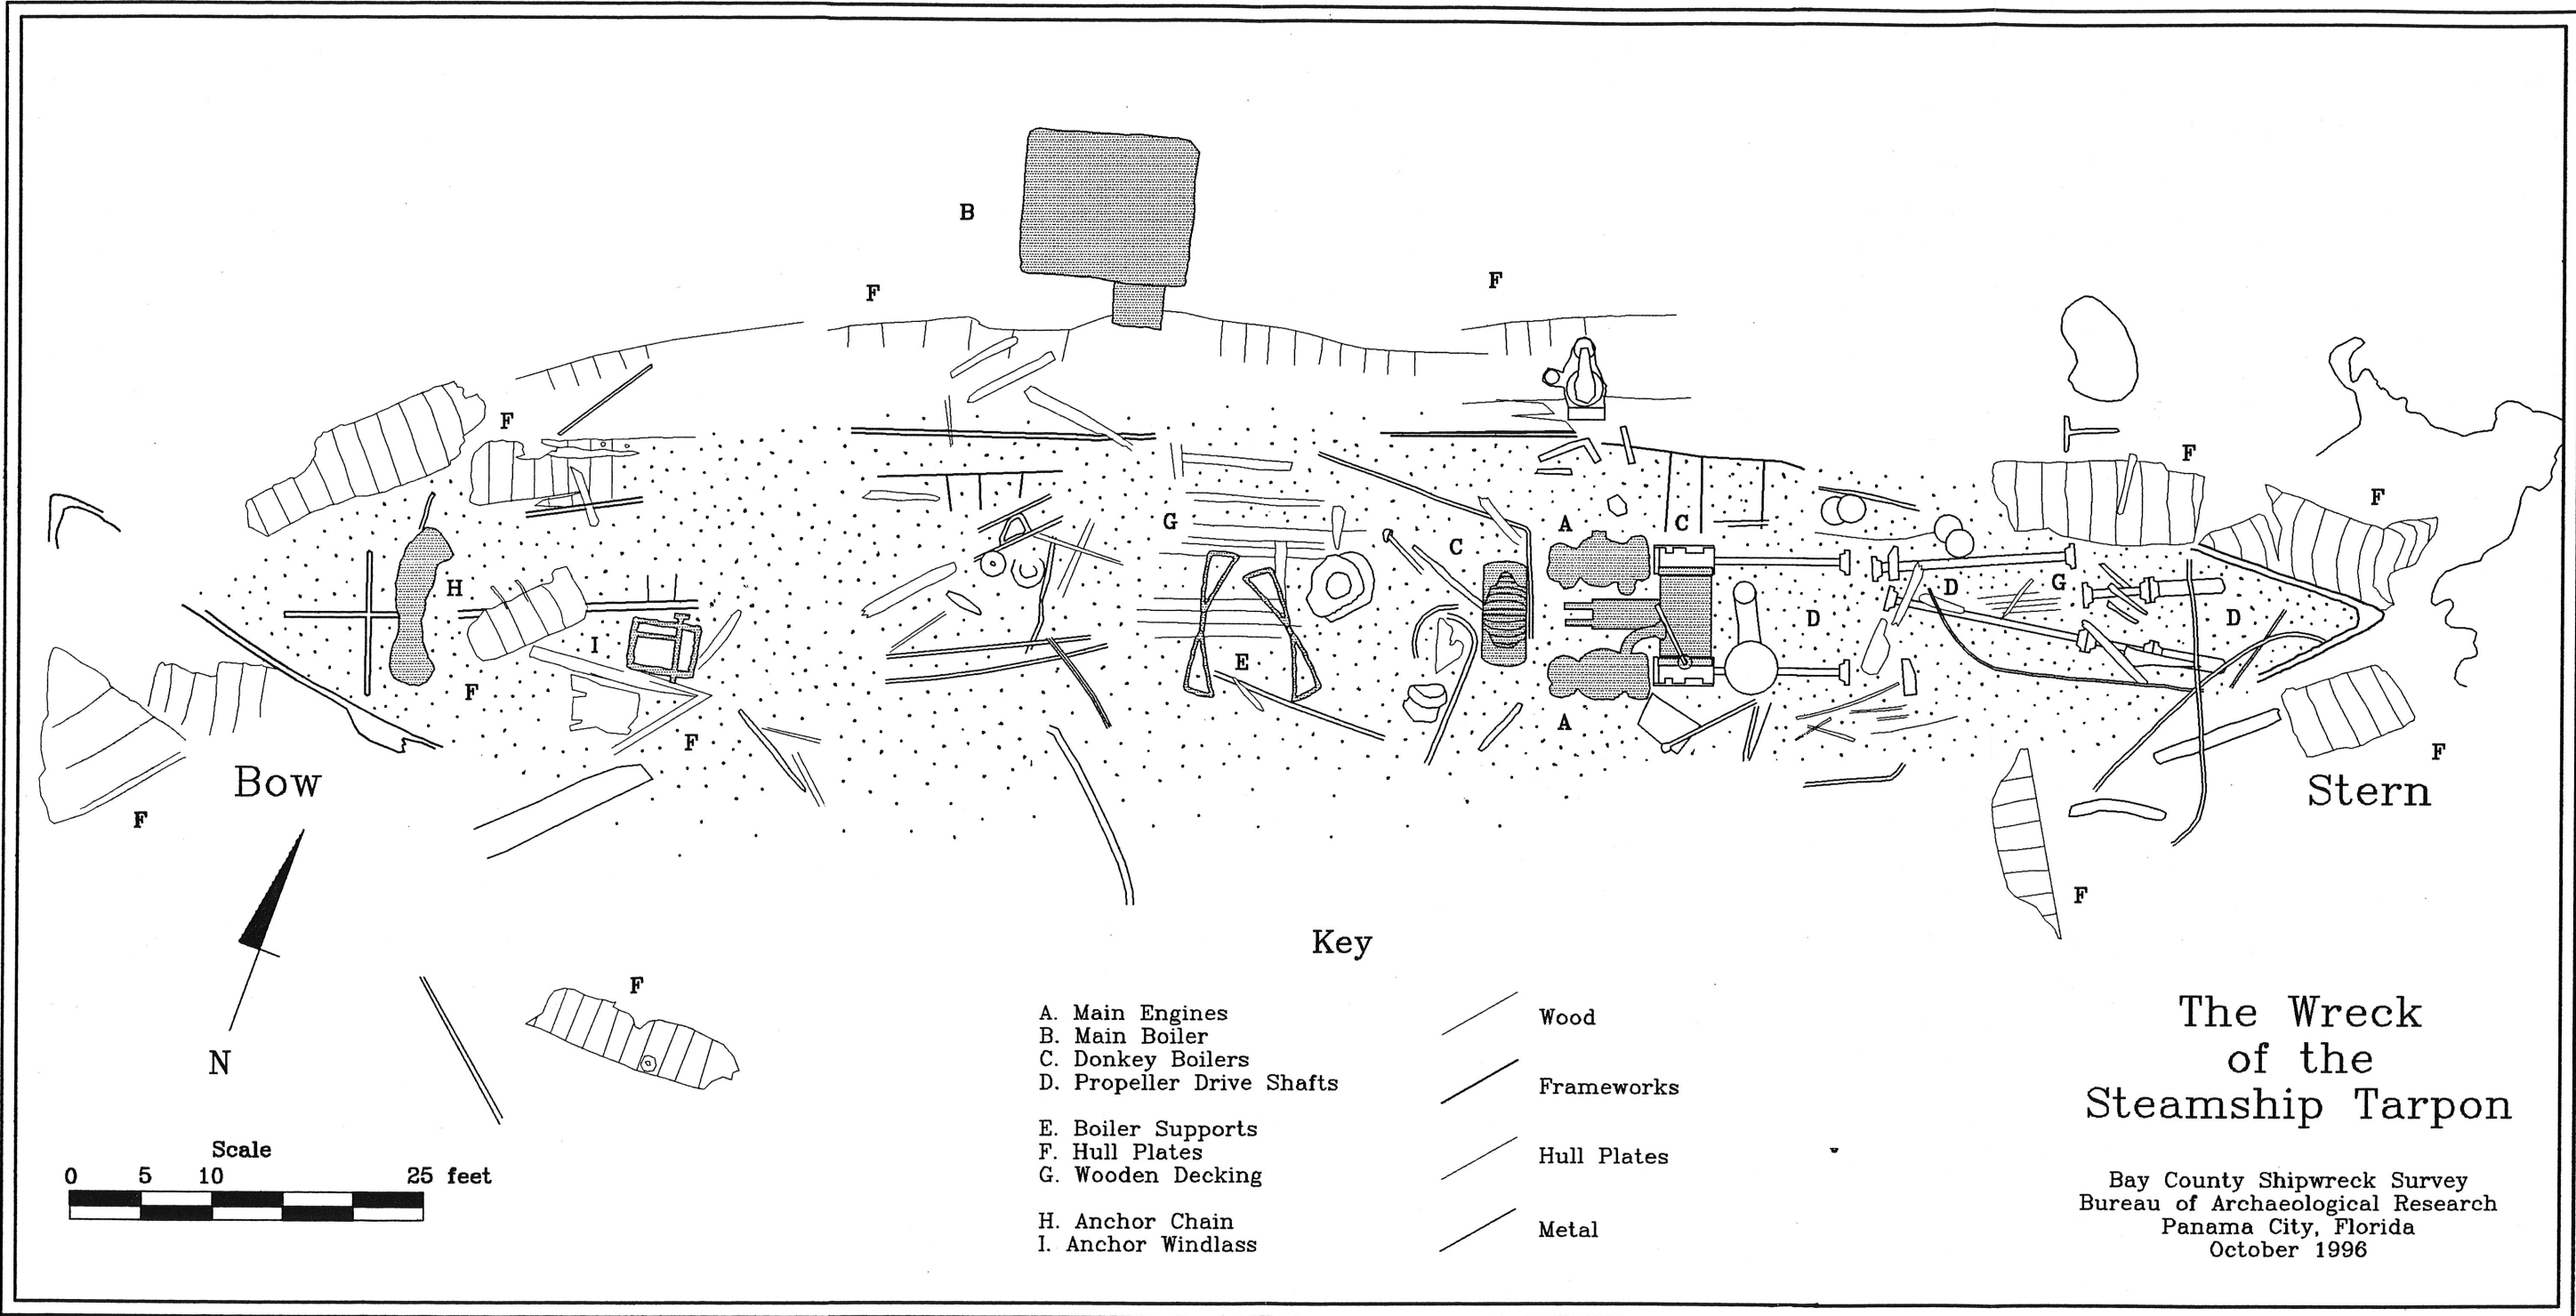 B
F
F
F
F
F
G
A
C
C
H
D
G
D
D
I
E
F
A
F
F
F
Bow
Stern
F
F
Key
F
N
A. Main Engines
B. Main Boiler
C. Donkey Boilers
D. Propeller Drive Shafts
E. Boiler Supports
F. Hull Plates
G. Wooden Decking
H. Anchor Chain
I. Anchor Windlass
Wood
Frameworks
Hull Plates
Metal
Scale
0 5 10 25 feet
The Wreck
of the
Steamship Tarpon
Bay County Shipwreck Survey
Bureau of Archaeological Research
Panama City, Florida
October 1996